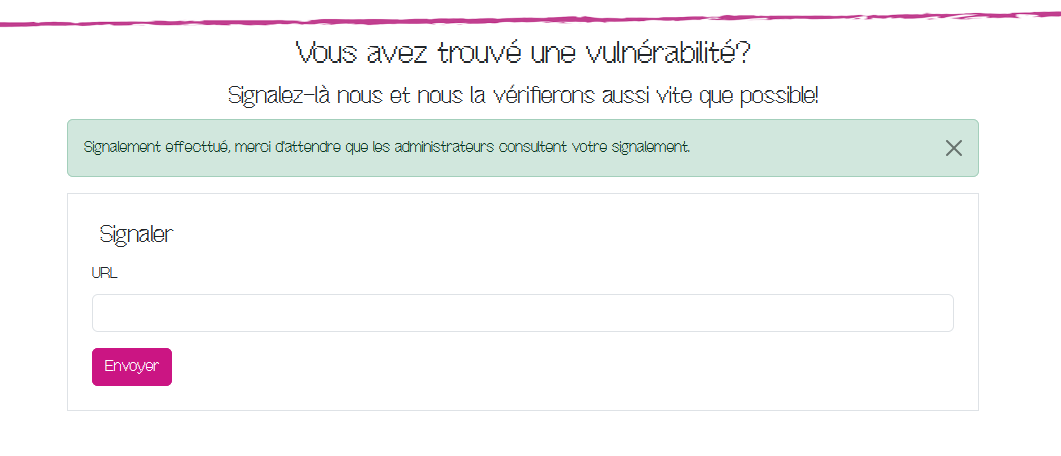 Vous avez trouvé une vulnérabilité?
Signalez-là nous et nous la vérifierons aussi vite que possible!
Signalement effecttué, merci d'attendre que les administrateurs consultent votre signalement.
Signaler
URL
Envoyer